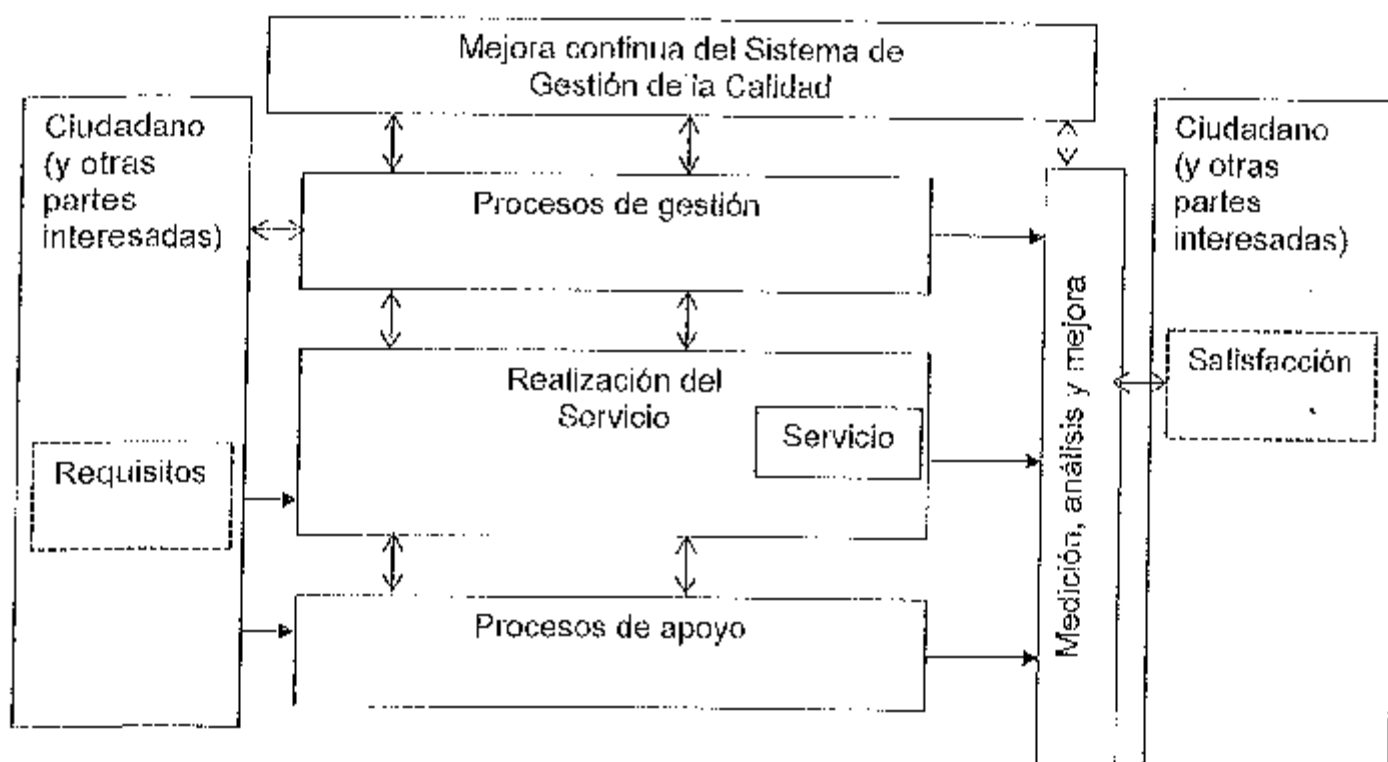 Mejora continua del Sistema de
Gestión de la Calidad
Ciudadano
(y otras
partes
interesadas)
Requisitos
Procesos de gestión
Realización del
Servicio
Servicio
Procesos de apoyo
Medición, análisis y mejora
Ciudadano
(y otras
partes
interesadas)
Satisfacción